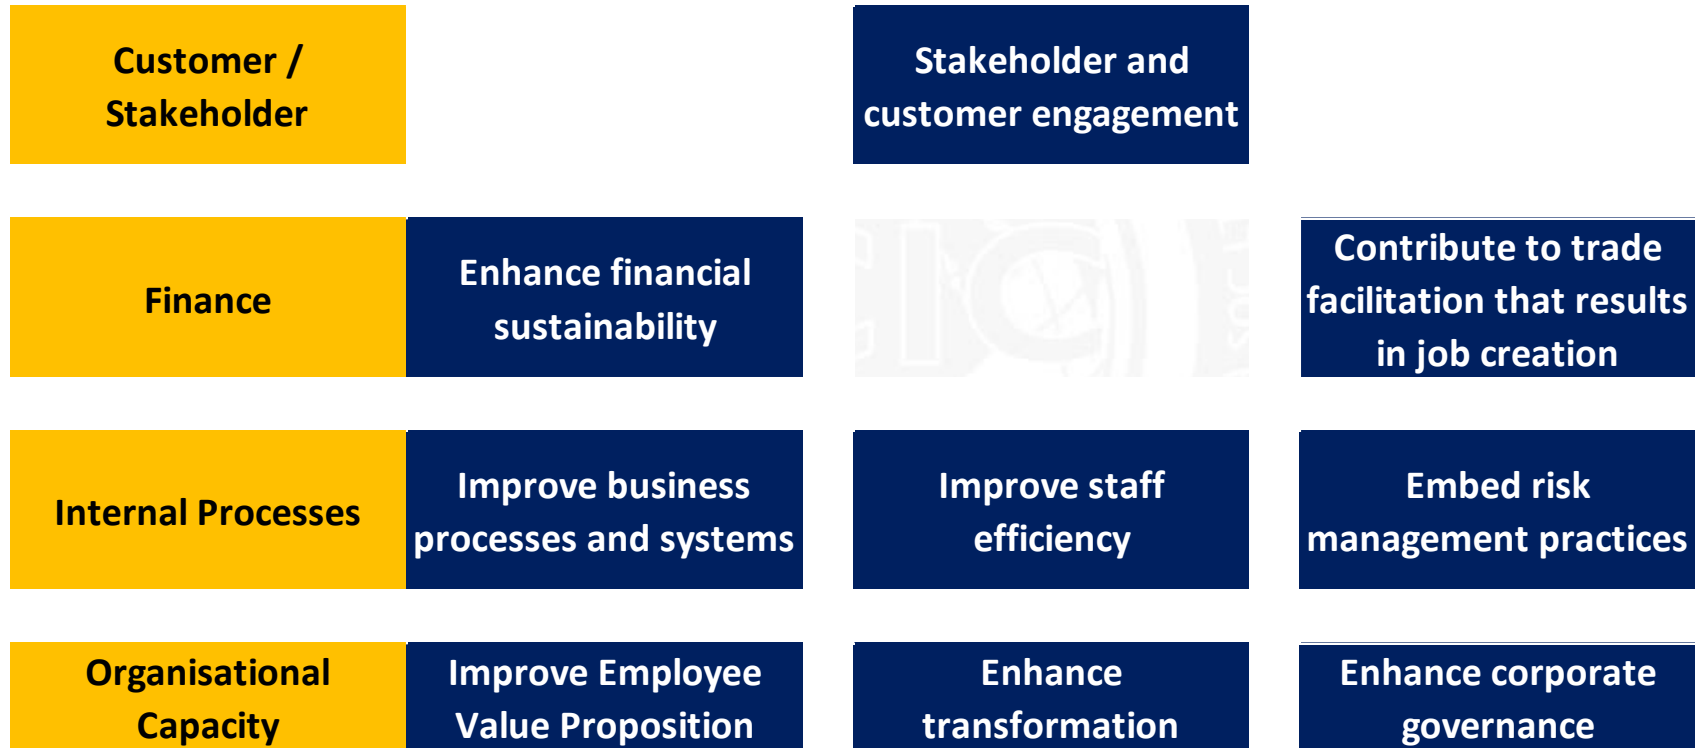 Customer /
Stakeholder
Stakeholder and
customer engagement
Finance
Enhance financial
sustainability
Contribute to trade
facilitation that results
in job creation
Internal Processes
Improve business
processes and systems
Improve staff
efficiency
Embed risk
management practices
Organisational
Capacity
Improve Employee
Value Proposition
Enhance
transformation
Enhance corporate
governance